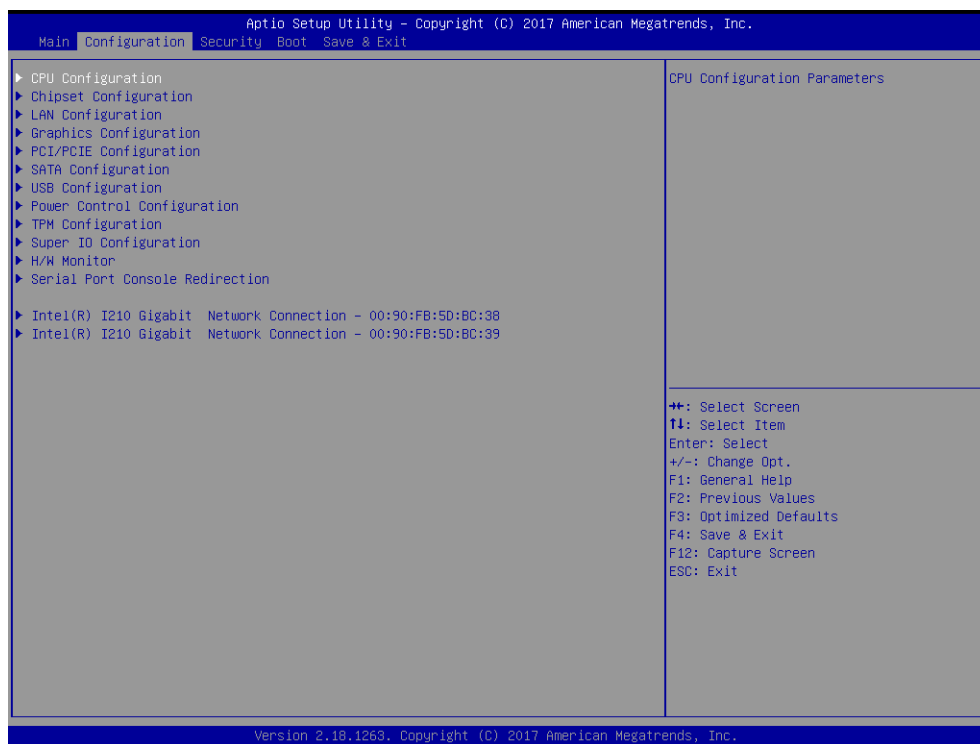 Aptio Setup Utility – Copyright (C) 2017 American Megatrends, Inc.
Main Configuration Security Boot Save & Exit
▶ CPU Configuration
▶ Chipset Configuration
▶ LAN Configuration
▶ Graphics Configuration
▶ PCI/PCIE Configuration
▶ SATA Configuration
▶ USB Configuration
▶ Power Control Configuration
▶ TPM Configuration
▶ Super IO Configuration
▶ H/W Monitor
▶ Serial Port Console Redirection
▶ Intel(R) I210 Gigabit  Network Connection – 00:90:FB:5D:BC:38
▶ Intel(R) I210 Gigabit  Network Connection – 00:90:FB:5D:BC:39
CPU Configuration Parameters
→←: Select Screen
↑↓: Select Item
Enter: Select
+/-: Change Opt.
F1: General Help
F2: Previous Values
F3: Optimized Defaults
F4: Save & Exit
F12: Capture Screen
ESC: Exit
Version 2.18.1263. Copyright (C) 2017 American Megatrends, Inc.